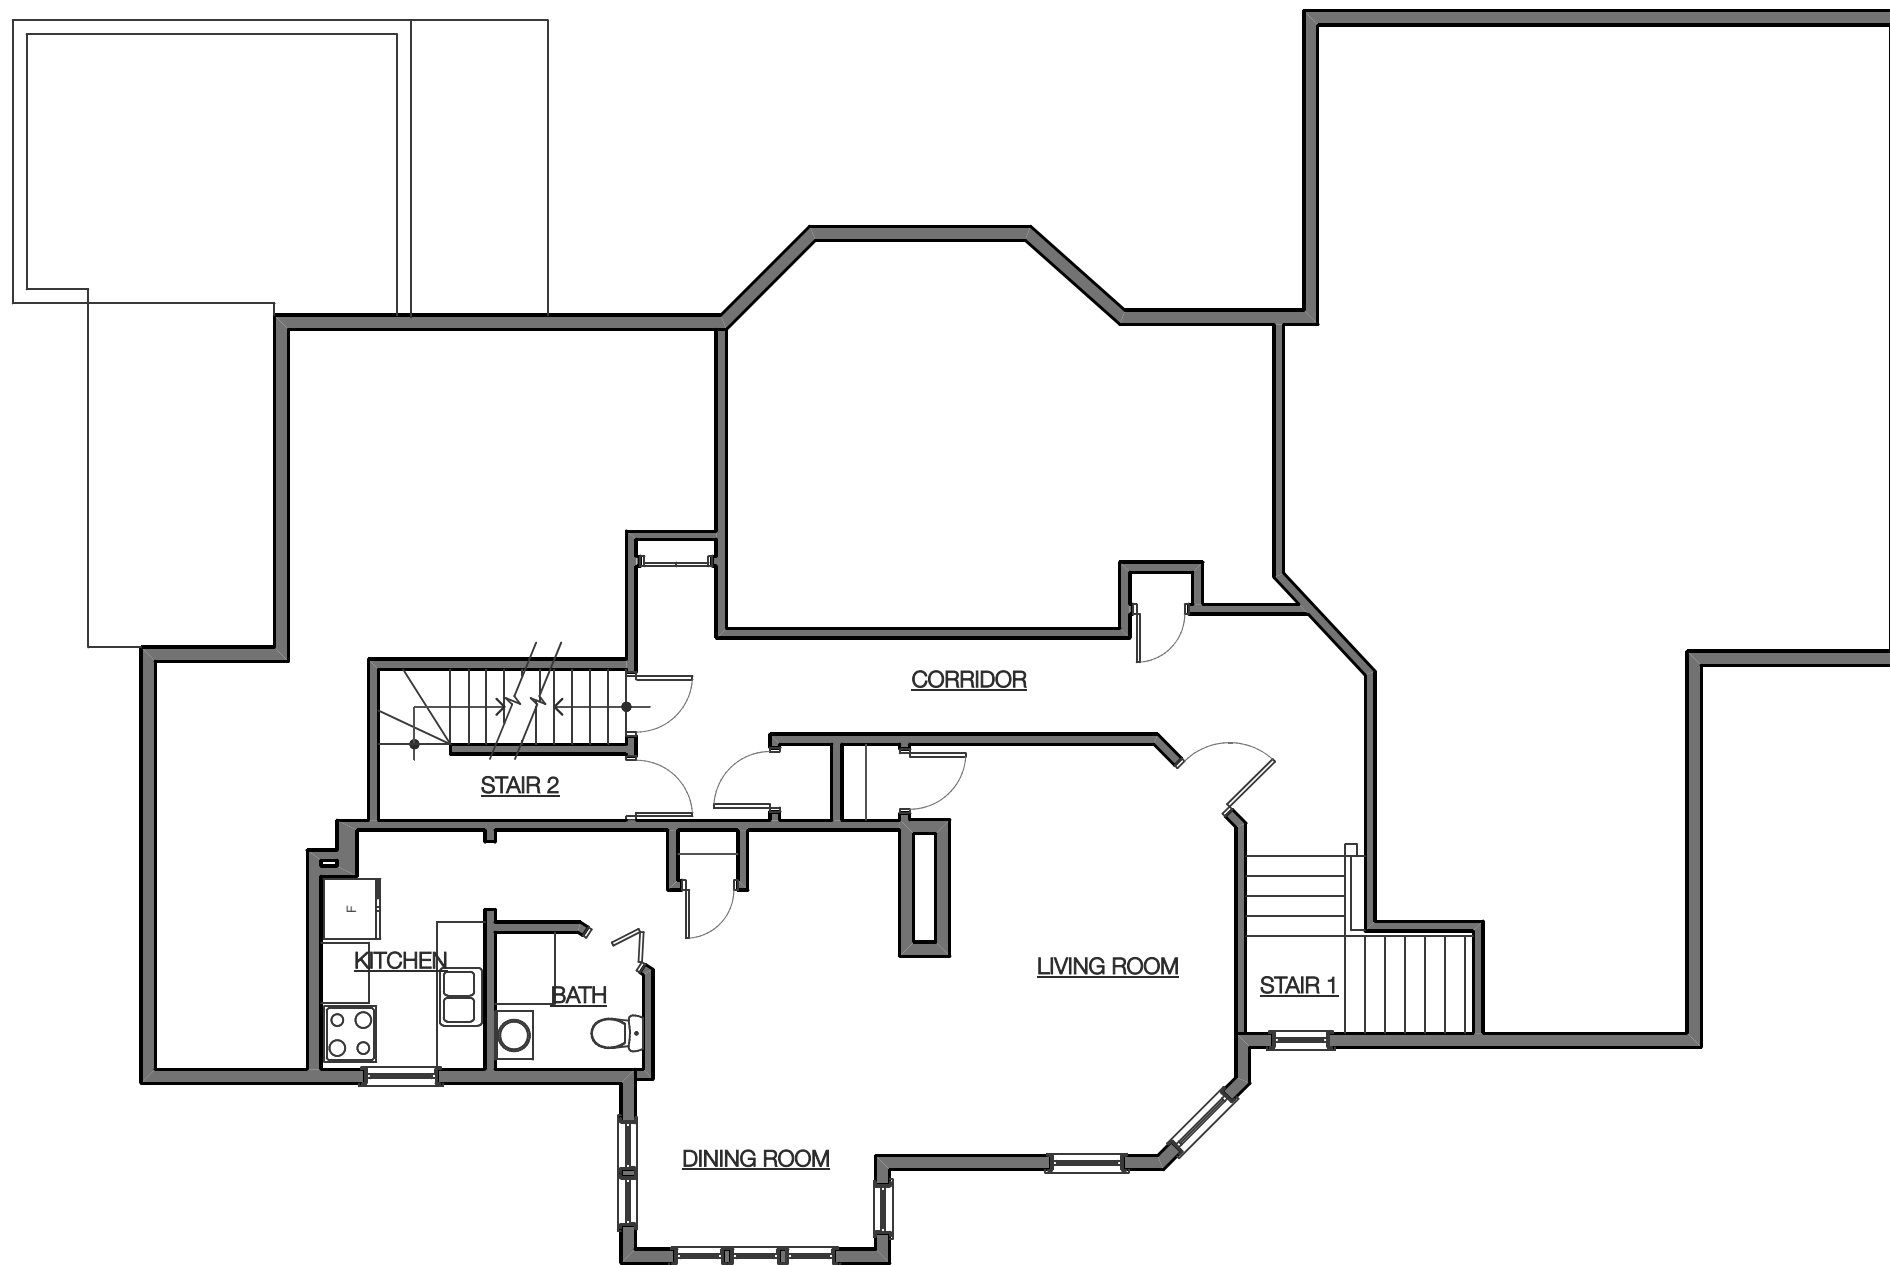 CORRIDOR
STAIR 2
F
KITCHEN
BATH
LIVING ROOM
STAIR 1
DINING ROOM